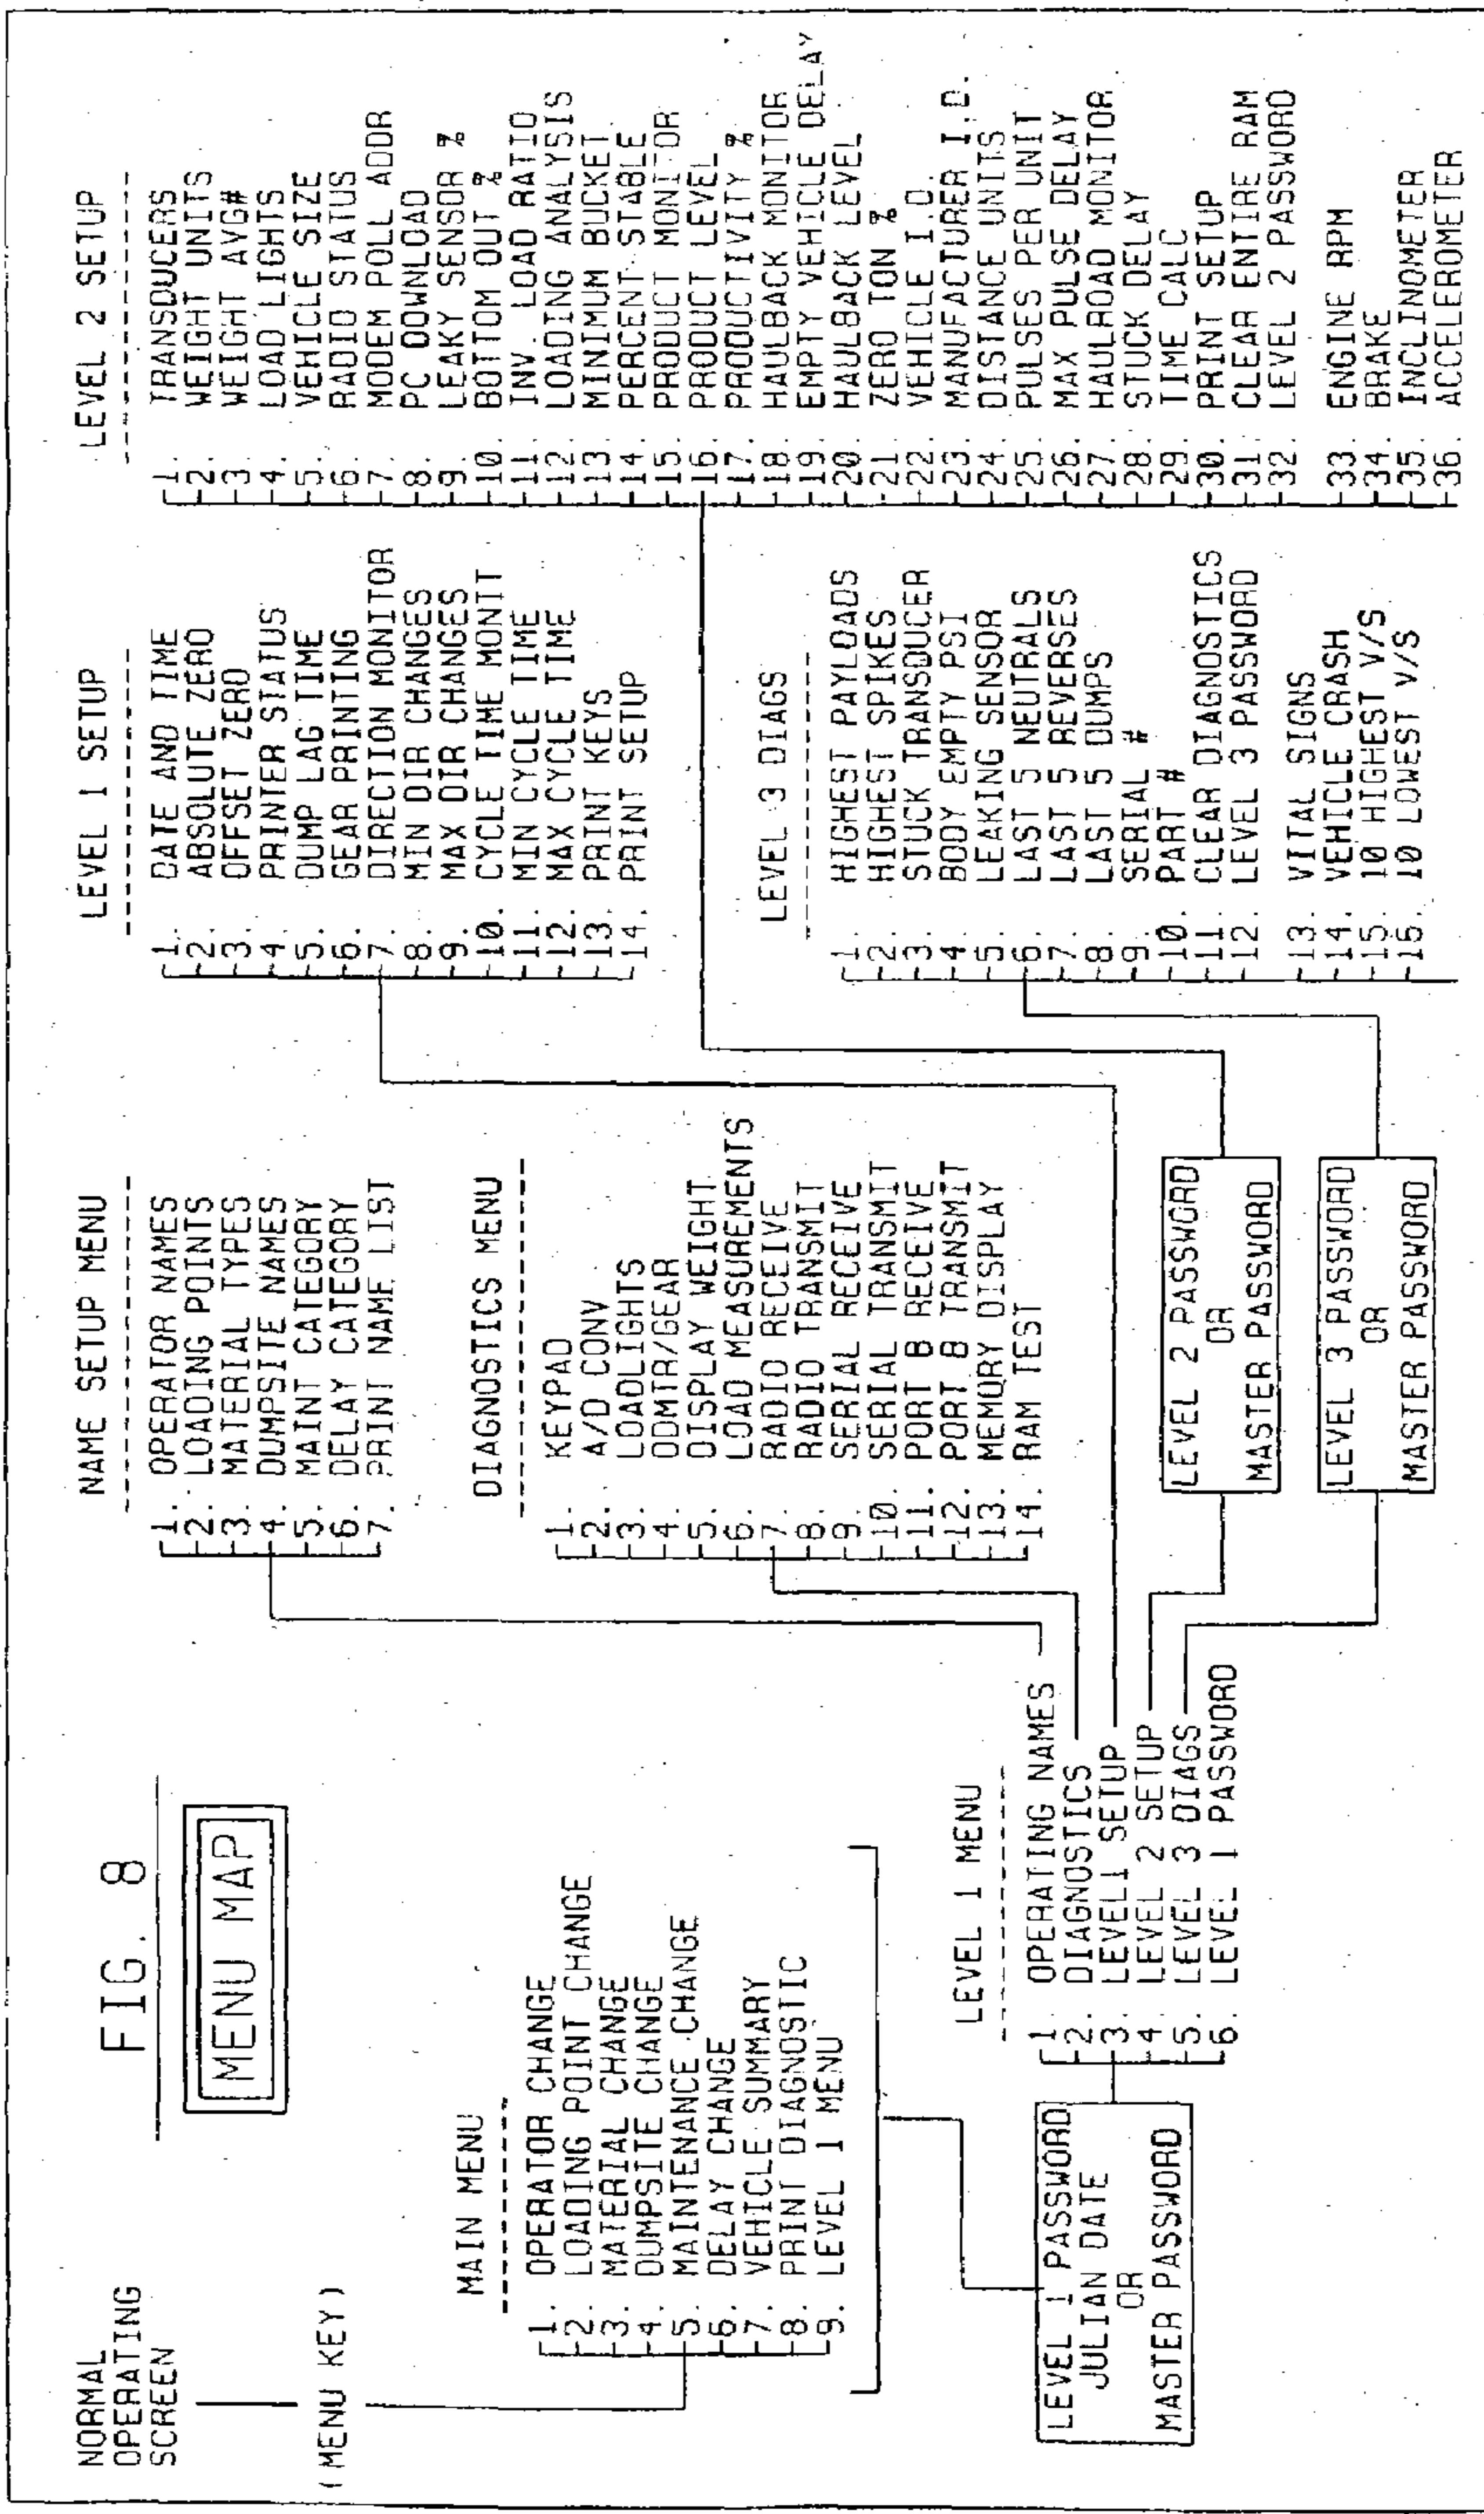 FIG. 8
MENU MAP
NORMAL
OPERATING
SCREEN
(MENU KEY)
MAIN MENU
1. OPERATOR CHANGE
2. LOADING POINT CHANGE
3. MATERIAL CHANGE
4. DUMPSITE CHANGE
5. MAINTENANCE CHANGE
6. DELAY CHANGE
7. VEHICLE SUMMARY
8. PRINT DIAGNOSTIC
9. LEVEL 1 MENU
LEVEL 1 PASSWORD
JULIAN DATE
OR
MASTER PASSWORD
LEVEL 1 MENU
1. OPERATING NAMES
2. DIAGNOSTICS
3. LEVEL1 SETUP
4. LEVEL 2 SETUP
5. LEVEL 3 DIAGS
6. LEVEL 1 PASSWORD
NAME SETUP MENU
1. OPERATOR NAMES
2. LOADING POINTS
3. MATERIAL TYPES
4. DUMPSITE NAMES
5. MAINT CATEGORY
6. DELAY CATEGORY
7. PRINT NAME LIST
DIAGNOSTICS MENU
1. KEYPAD
2. A/D CONV
3. LOADLIGHTS
4. ODMTR/GEAR
5. DISPLAY WEIGHT
6. LOAD MEASUREMENTS
7. RADIO RECEIVE
8. RADIO TRANSMIT
9. SERIAL RECEIVE
10. SERIAL TRANSMIT
11. PORT B RECEIVE
12. PORT B TRANSMIT
13. MEMORY DISPLAY
14. RAM TEST
LEVEL 2 PASSWORD
OR
MASTER PASSWORD
LEVEL 3 PASSWORD
OR
MASTER PASSWORD
LEVEL 1 SETUP
1. DATE AND TIME
2. ABSOLUTE ZERO
3. OFFSET ZERO
4. PRINTER STATUS
5. DUMP LAG TIME
6. GEAR PRINTING
7. DIRECTION MONITOR
8. MIN DIR CHANGES
9. MAX DIR CHANGES
10. CYCLE TIME MONIT
11. MIN CYCLE TIME
12. MAX CYCLE TIME
13. PRINT KEYS
14. PRINT SETUP
LEVEL 3 DIAGS
1. HIGHEST PAYLOADS
2. HIGHEST SPIKES
3. STUCK TRANSDUCER
4. BODY EMPTY PSI
5. LEAKING SENSOR
6. LAST 5 NEUTRALS
7. LAST 5 REVERSES
8. LAST 5 DUMPS
9. SERIAL #
10. PART #
11. CLEAR DIAGNOSTICS
12. LEVEL 3 PASSWORD
13. VITAL SIGNS
14. VEHICLE CRASH
15. 10 HIGHEST V/S
16. 10 LOWEST V/S
LEVEL 2 SETUP
1. TRANSDUCERS
2. WEIGHT UNITS
3. WEIGHT AVG#
4. LOAD LIGHTS
5. VEHICLE SIZE
6. RADIO STATUS
7. MODEM POLL ADDR
8. PC DOWNLOAD
9. LEAKY SENSOR %
10. BOTTOM OUT %
11. INV. LOAD RATIO
12. LOADING ANALYSIS
13. MINIMUM BUCKET
14. PERCENT STABLE
15. PRODUCT MONITOR
16. PRODUCT LEVEL
17. PRODUCTIVITY %
18. HAULBACK MONITOR
19. EMPTY VEHICLE DELAY
20. HAULBACK LEVEL
21. ZERO TON %
22. VEHICLE I.D.
23. MANUFACTURER I.D.
24. DISTANCE UNITS
25. PULSES PER UNIT
26. MAX PULSE DELAY
27. HAULROAD MONITOR
28. STUCK DELAY
29. TIME CALC
30. PRINT SETUP
31. CLEAR ENTIRE RAM
32. LEVEL 2 PASSWORD
33. ENGINE RPM
34. BRAKE
35. INCLINOMETER
36. ACCELEROMETER